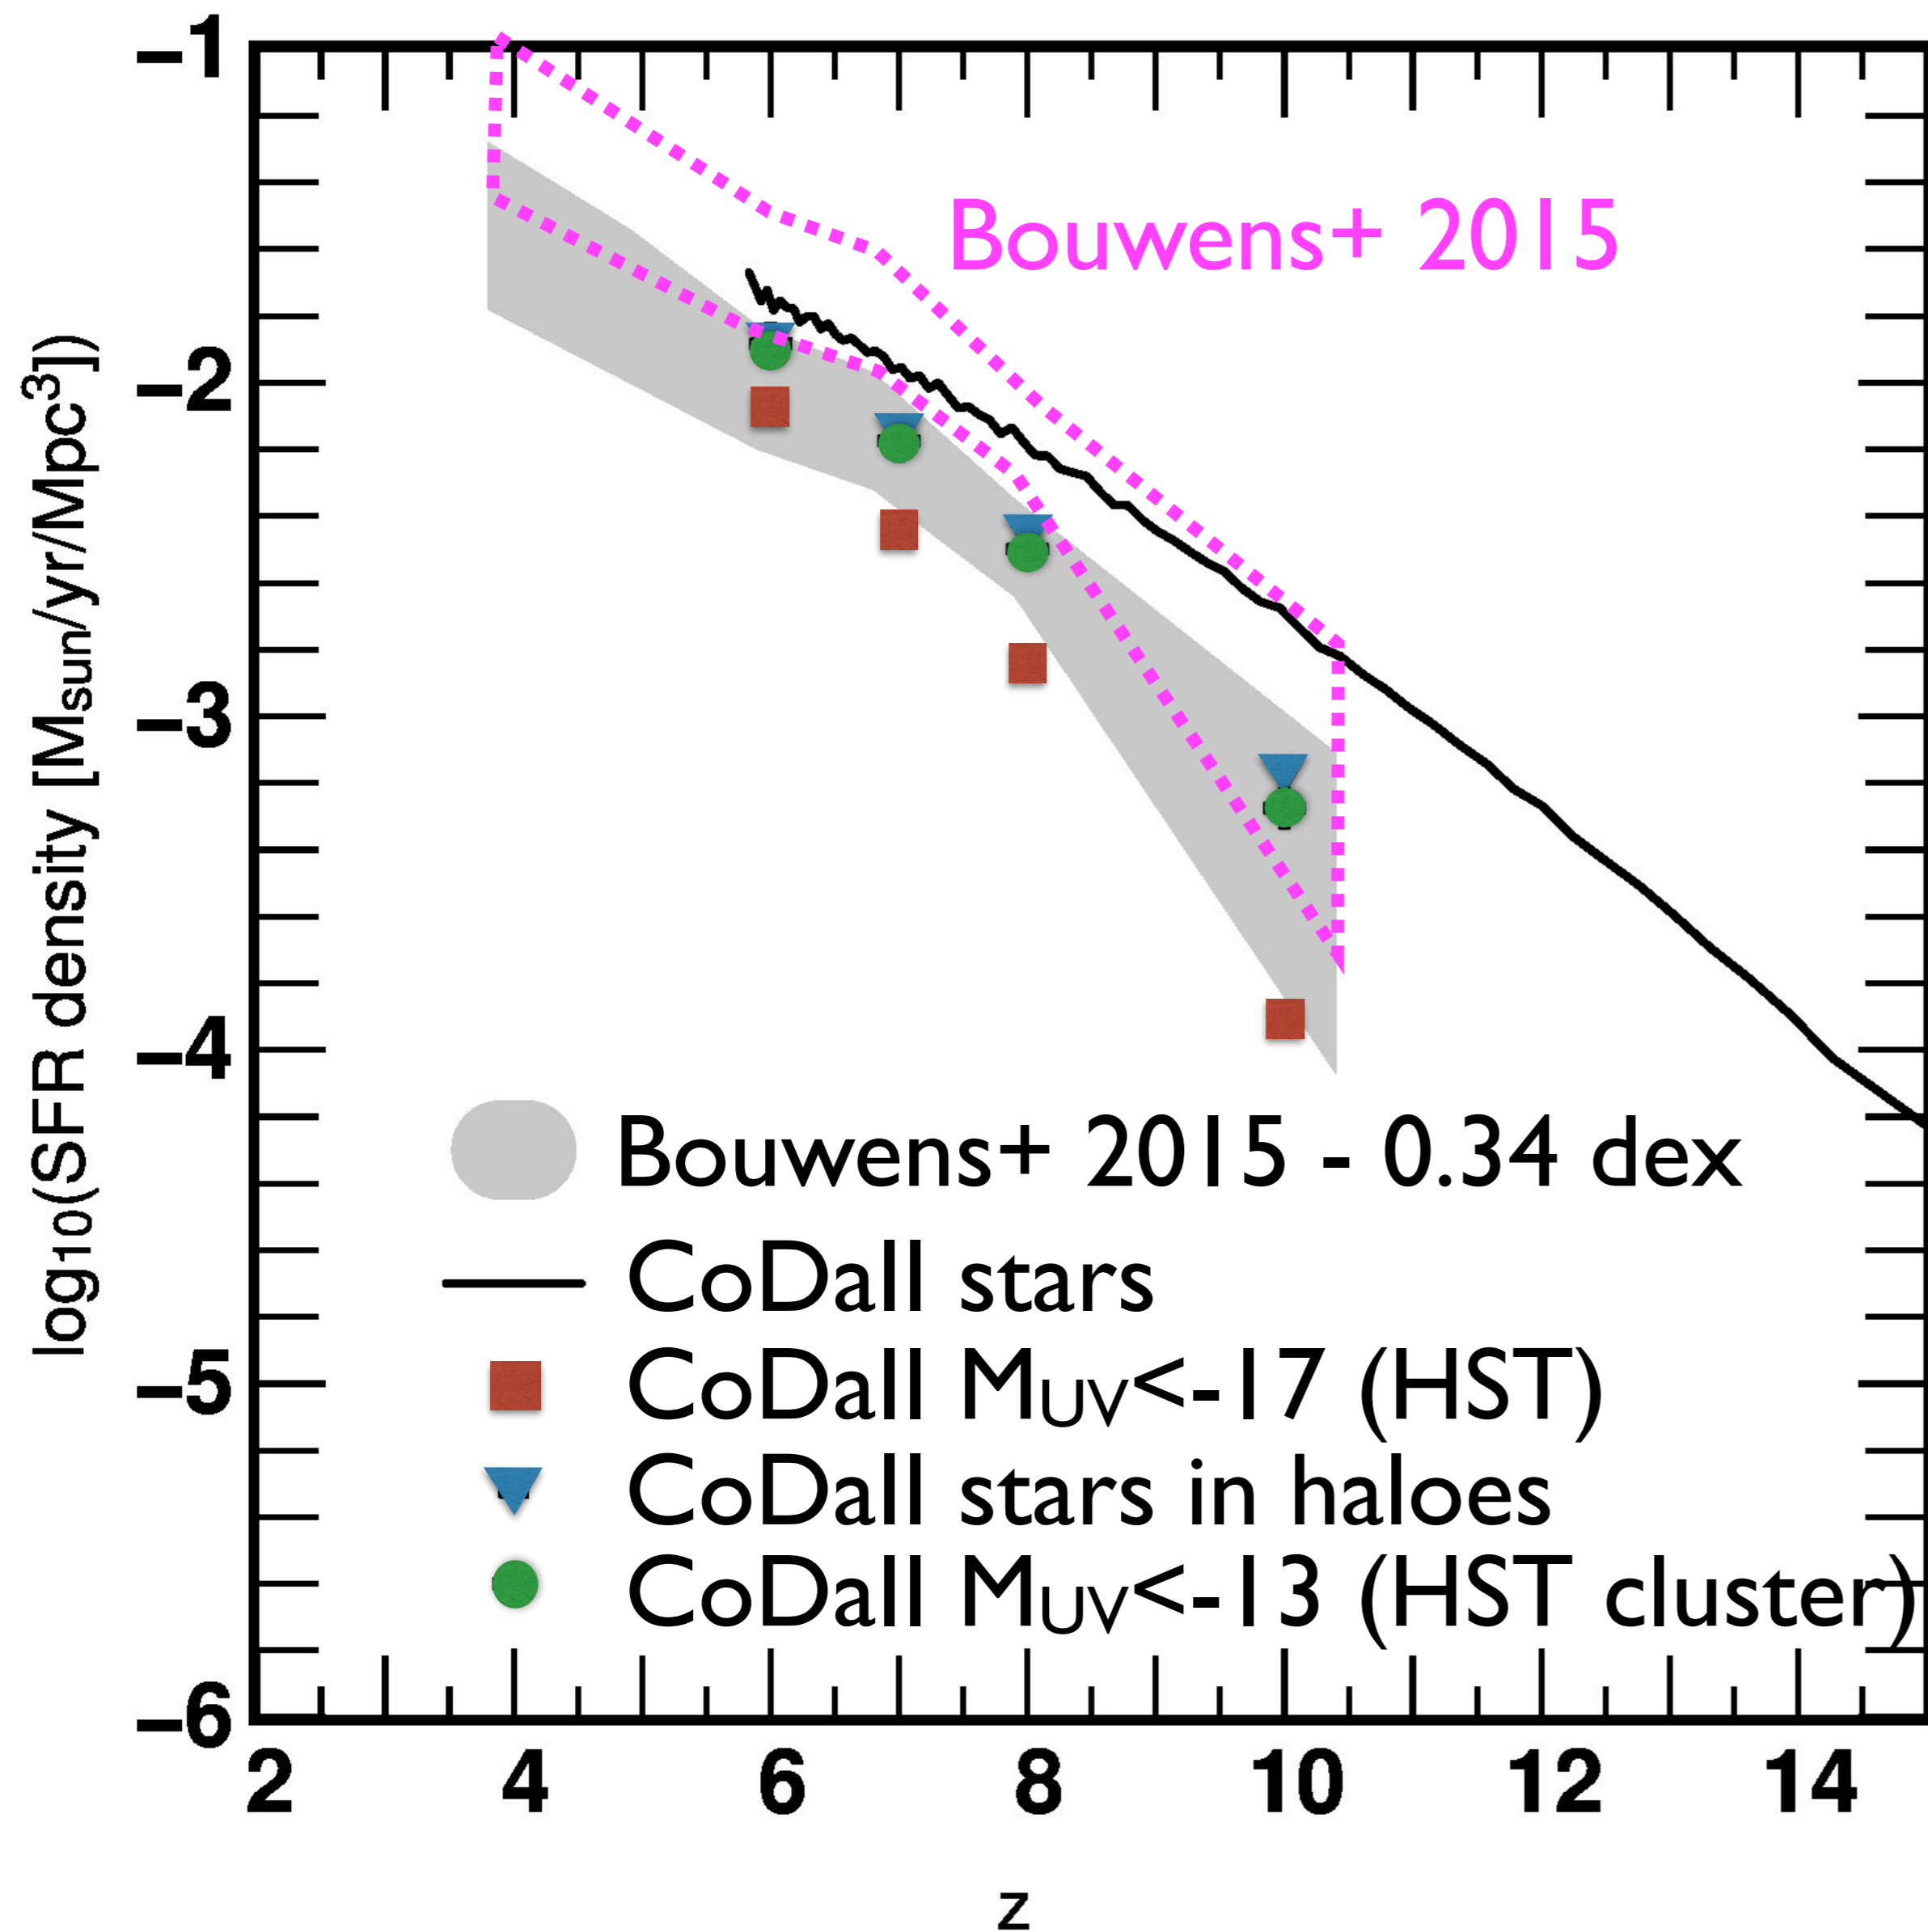 –1
–2
–3
–4
–5
–6
log10(SFR density [Msun/yr/Mpc3])
Bouwens+ 2015
Bouwens+ 2015 - 0.34 dex
CoDaII stars
CoDaII MUV<-17 (HST)
CoDaII stars in haloes
CoDaII MUV<-13 (HST cluster)
2 4 6 8 10 12 14
z